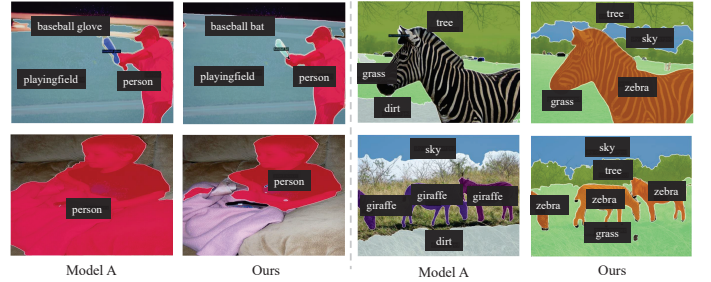 baseball glove
playingfield
person
baseball bat
playingfield
person
tree
grass
dirt
tree
sky
zebra
grass
person
person
sky
giraffe
giraffe
giraffe
dirt
sky
tree
zebra
zebra
zebra
grass
Model A
Ours
Model A
Ours